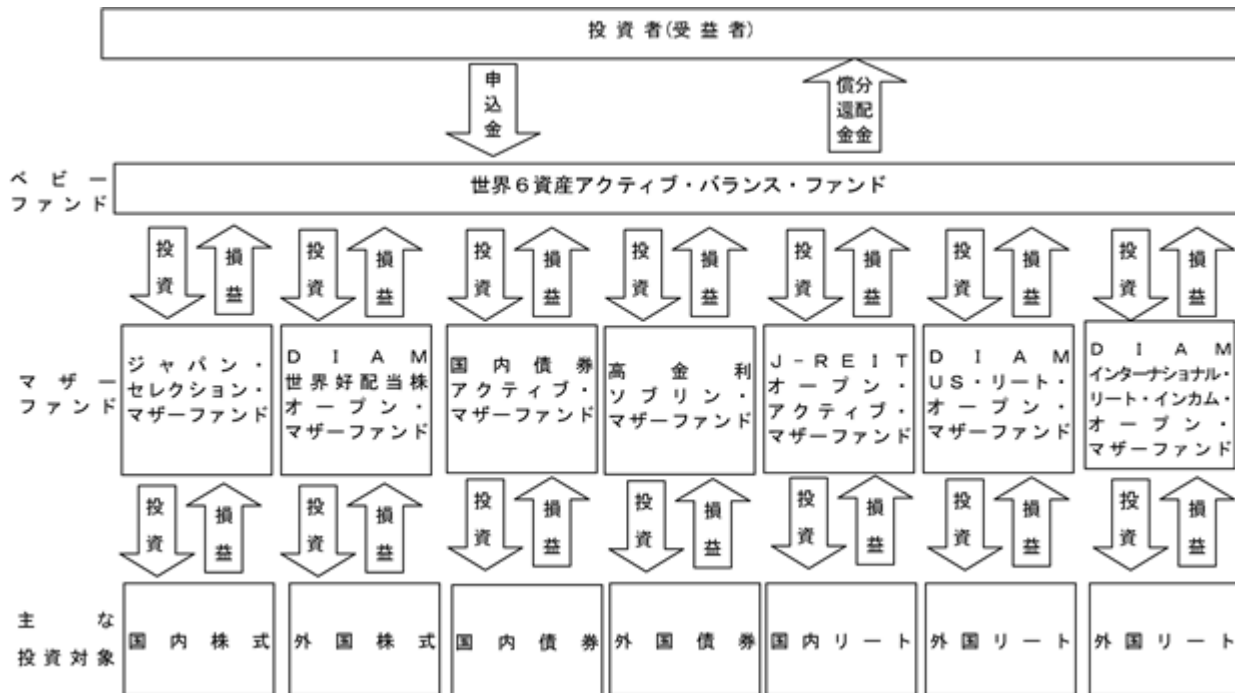 投資者(受益者)
申込金
償還金
分配金
ベビーファンド
世界6資産アクティブ・バランス・ファンド
投資
損益
投資
損益
投資
損益
投資
損益
投資
損益
投資
損益
投資
損益
マザーファンド
ジャパン・
セレクション・
マザーファンド
DIAM
世界好配当株
オープン・
マザーファンド
国内債券
アクティブ・
マザーファンド
高金利
ソブリン・
マザーファンド
J-REIT
オープン・
アクティブ・
マザーファンド
DIAM
US・リート・
オープン・
マザーファンド
DIAM
インターナショナル・
リート・インカム・
オープン・
マザーファンド
投資
損益
投資
損益
投資
損益
投資
損益
投資
損益
投資
損益
投資
損益
主な
投資対象
国内株式
外国株式
国内債券
外国債券
国内リート
外国リート
外国リート